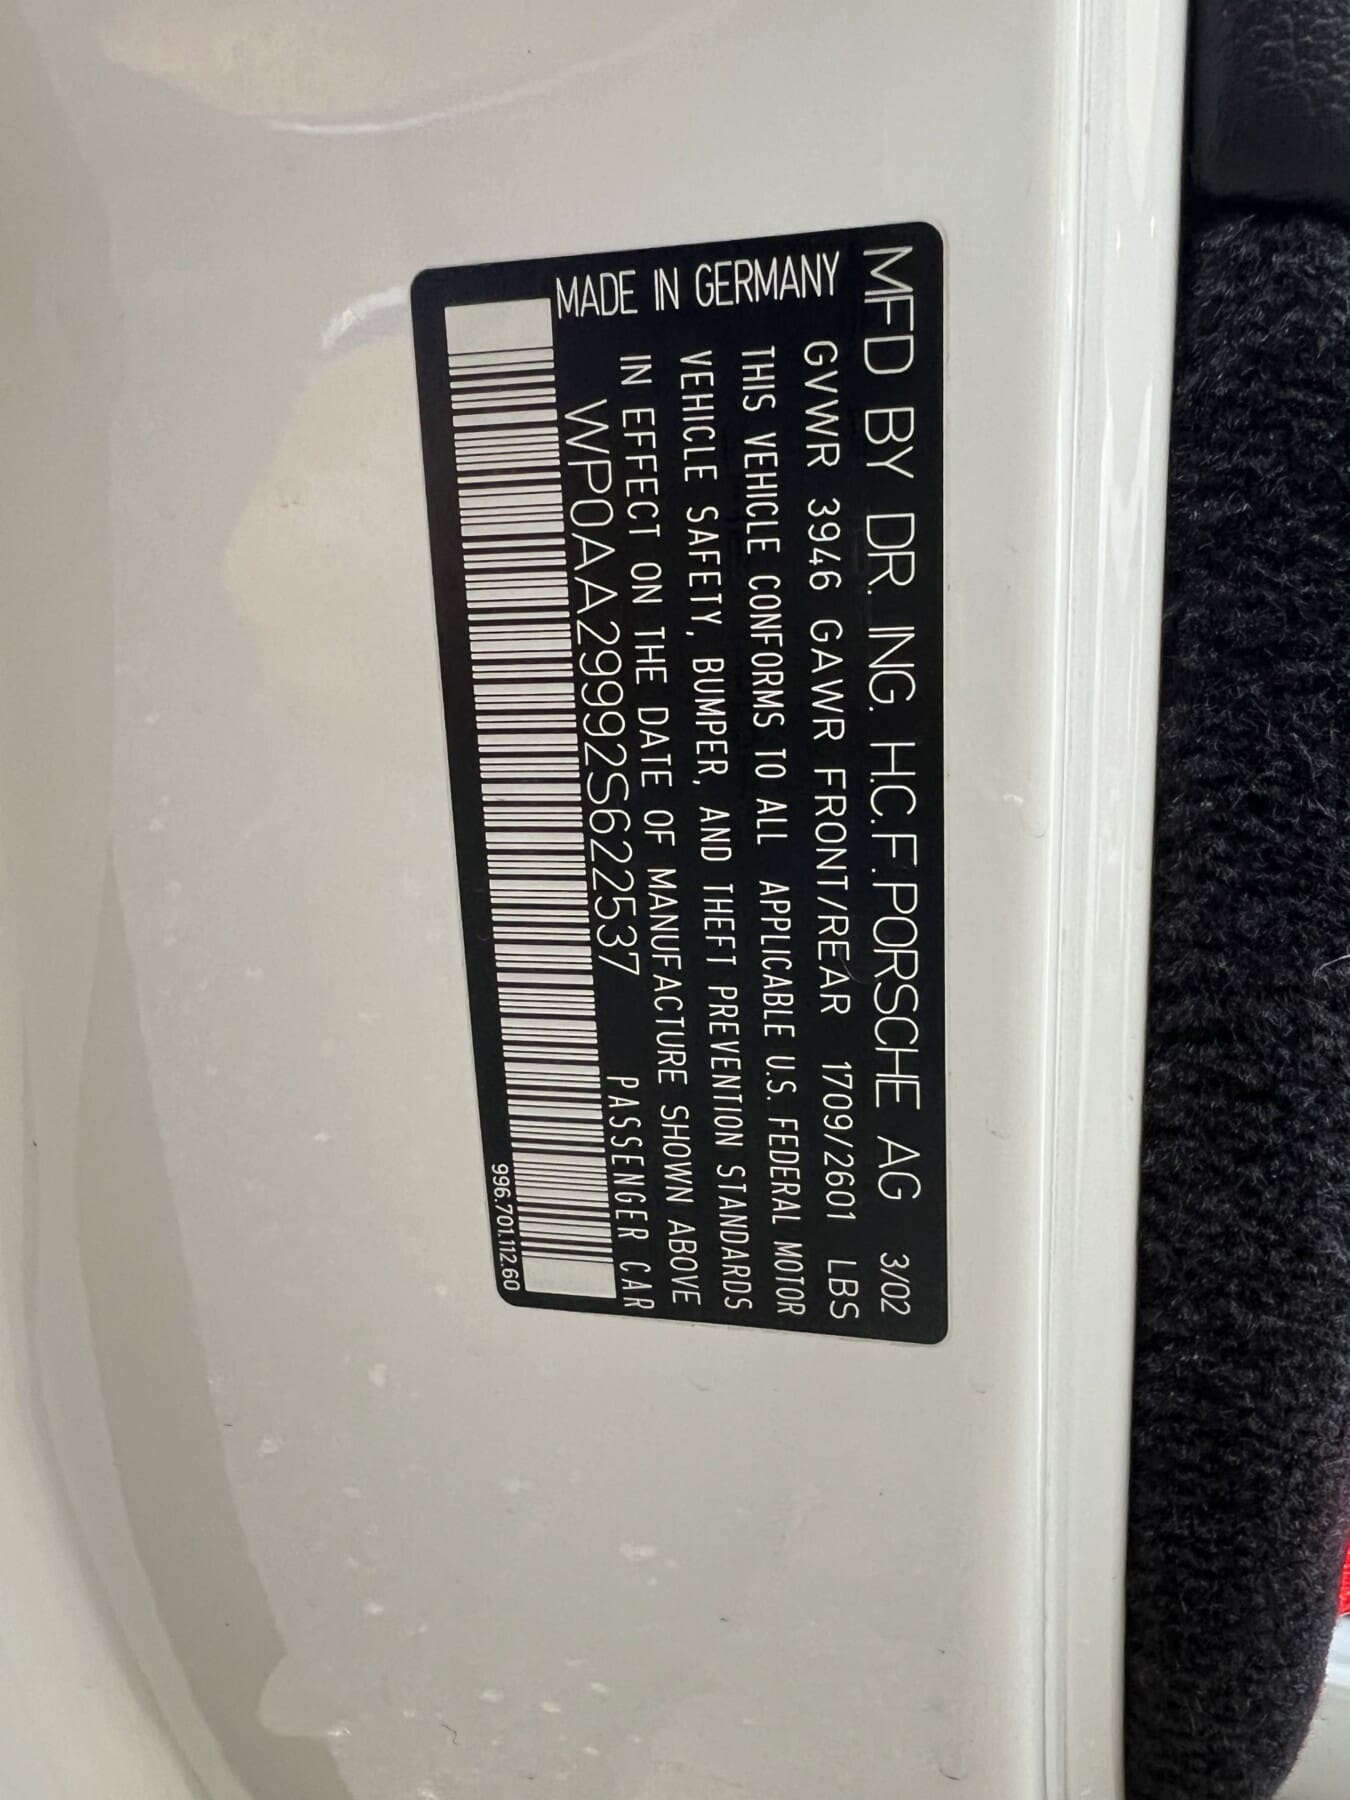 MFD BY DR. ING. H.C.F. PORSCHE AG 3/02
GVWR 3946 GAWR FRONT/REAR 1709/2601 LBS
THIS VEHICLE CONFORMS TO ALL APPLICABLE U.S. FEDERAL MOTOR
VEHICLE SAFETY, BUMPER, AND THEFT PREVENTION STANDARDS
IN EFFECT ON THE DATE OF MANUFACTURE SHOWN ABOVE
MADE IN GERMANY
WP0AA29992S622537 PASSENGER CAR
996.701.112.60